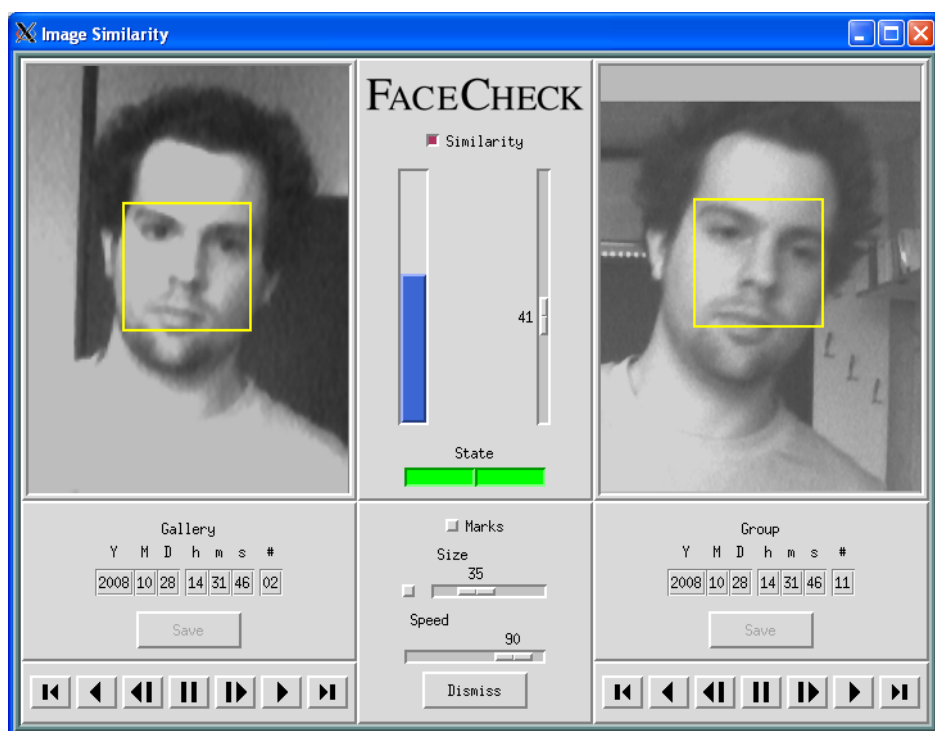 Image Similarity
FACECHECK
Similarity
41
State
Gallery
Y M D h m s #
2008 10 28 14 31 46 02
Save
Marks
Size
35
Speed
90
Dismiss
Group
Y M D h m s #
2008 10 28 14 31 46 11
Save